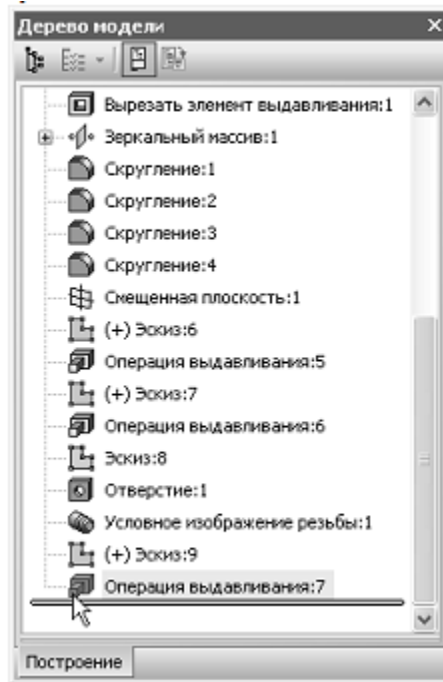 Дерево модели
Вырезать элемент выдавливания:1
Зеркальный массив:1
Скругление:1
Скругление:2
Скругление:3
Скругление:4
Смещенная плоскость:1
(+) Эскиз:6
Операция выдавливания:5
(+) Эскиз:7
Операция выдавливания:6
Эскиз:8
Отверстие:1
Условное изображение резьбы:1
(+) Эскиз:9
Операция выдавливания:7
Построение